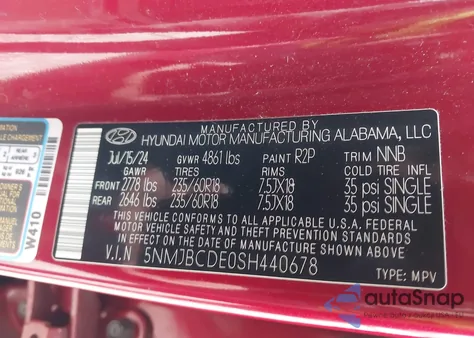 MANUFACTURED BY
HYUNDAI MOTOR MANUFACTURING ALABAMA, LLC
Jul/15/24 GVWR 4861 lbs PAINT R2P TRIM NNB
GAWR TIRES RIMS COLD TIRE INFL
FRONT 2778 lbs 235/60R18 7.5JX18 35 psi SINGLE
REAR 2646 lbs 235/60R18 7.5JX18 35 psi SINGLE
THIS VEHICLE CONFORMS TO ALL APPLICABLE U.S.A. FEDERAL
MOTOR VEHICLE SAFETY AND THEFT PREVENTION STANDARDS
IN EFFECT ON THE DATE OF MANUFACTURE SHOWN ABOVE
V.I.N 5NMJBCDE0SH440678
TYPE: MPV
W410
autoSnap